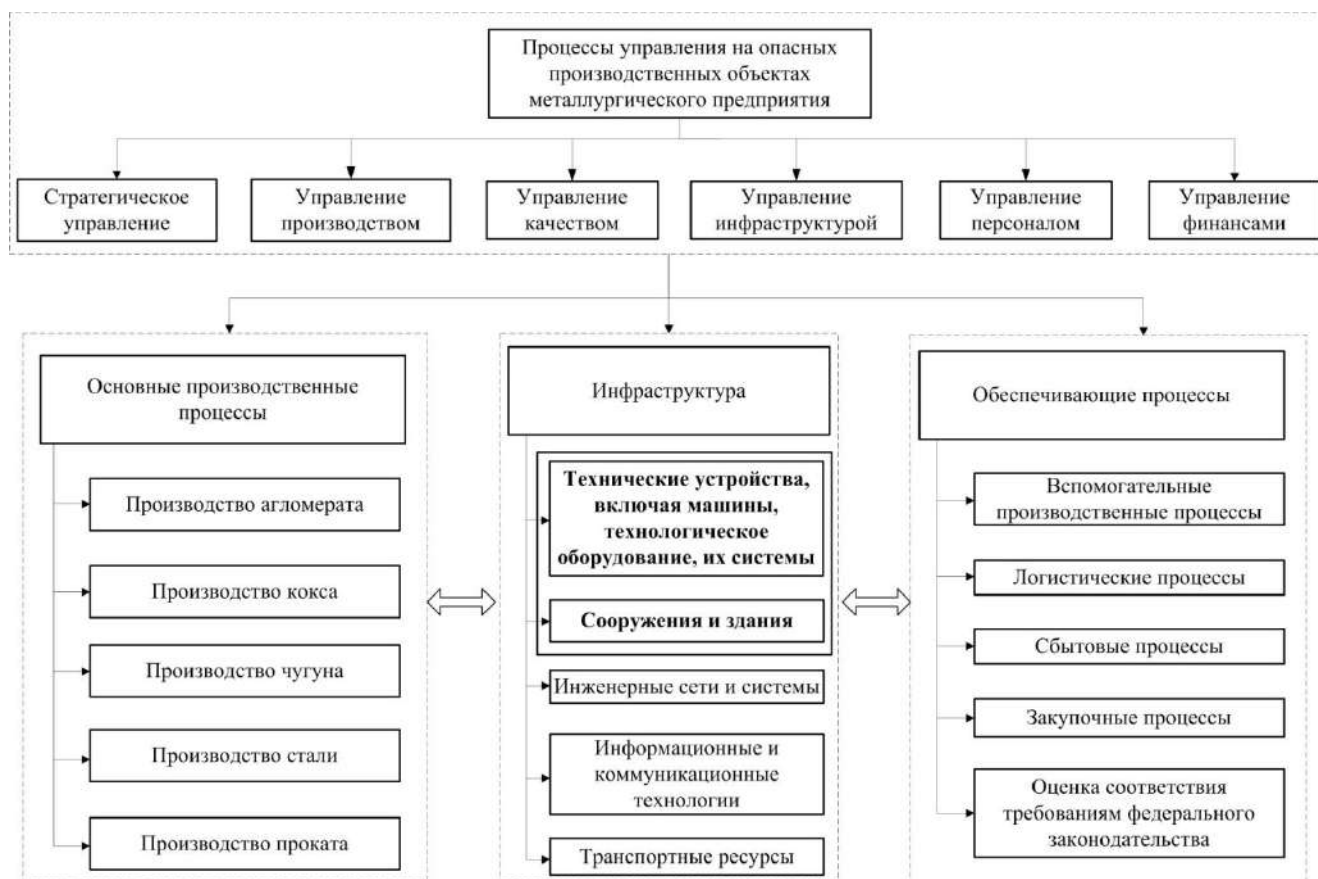 Процессы управления на опасных
производственных объектах
металлургического предприятия
Стратегическое
управление
Управление
производством
Управление
качеством
Управление
инфраструктурой
Управление
персоналом
Управление
финансами
Основные производственные
процессы
Производство агломерата
Производство кокса
Производство чугуна
Производство стали
Производство проката
Инфраструктура
Технические устройства,
включая машины,
технологическое
оборудование, их системы
Сооружения и здания
Инженерные сети и системы
Информационные и
коммуникационные
технологии
Транспортные ресурсы
Обеспечивающие процессы
Вспомогательные
производственные процессы
Логистические процессы
Сбытовые процессы
Закупочные процессы
Оценка соответствия
требованиям федерального
законодательства